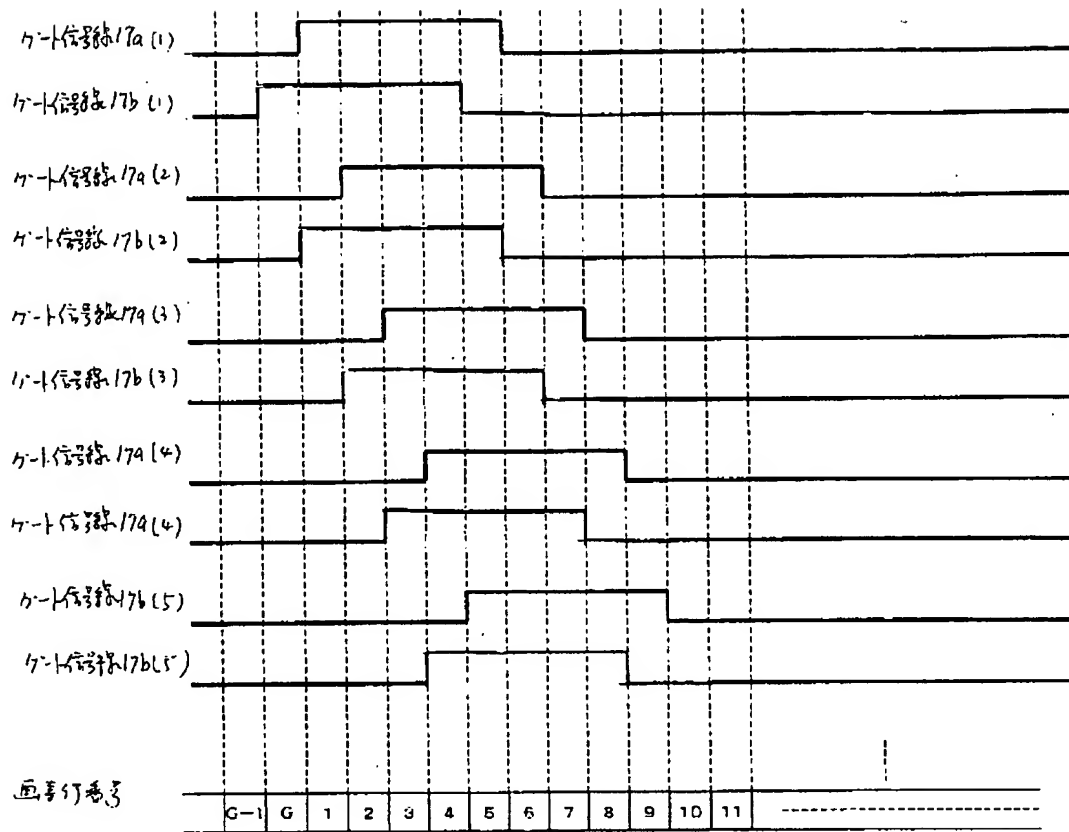 ゲート信号線17a(1)
ゲート信号線17b(1)
ゲート信号線17a(2)
ゲート信号線17b(2)
ゲート信号線17a(3)
ゲート信号線17b(3)
ゲート信号線17a(4)
ゲート信号線17a(4)
ゲート信号線17b(5)
ゲート信号線17b(5)
画素行番号
G-1 G 1 2 3 4 5 6 7 8 9 10 11